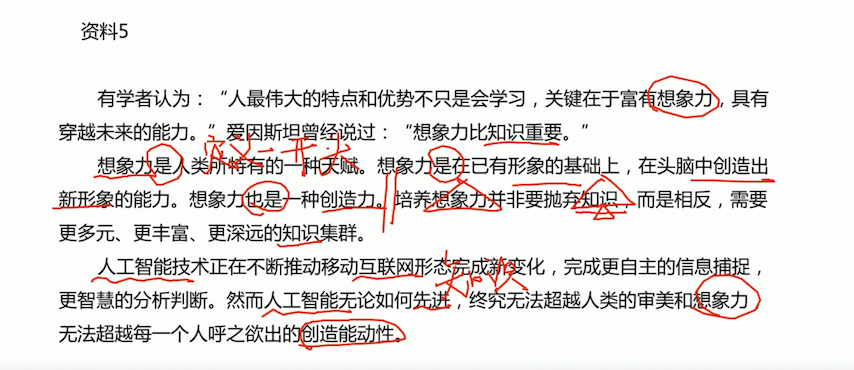 资料5
有学者认为：“人最伟大的特点和优势不只是会学习，关键在于富有想象力，具有
穿越未来的能力。”爱因斯坦曾经说过：“想象力比知识重要。”
定义—开头
想象力是人类所特有的一种天赋。想象力是在已有形象的基础上，在头脑中创造出
新形象的能力。想象力也是一种创造力。培养想象力并非要抛弃知识，而是相反，需要
更多元、更丰富、更深远的知识集群。
人工智能技术正在不断推动移动互联网形态完成新变化，完成更自主的信息捕捉，
知识
更智慧的分析判断。然而人工智能无论如何先进，终究无法超越人类的审美和想象力
无法超越每一个人呼之欲出的创造能动性。